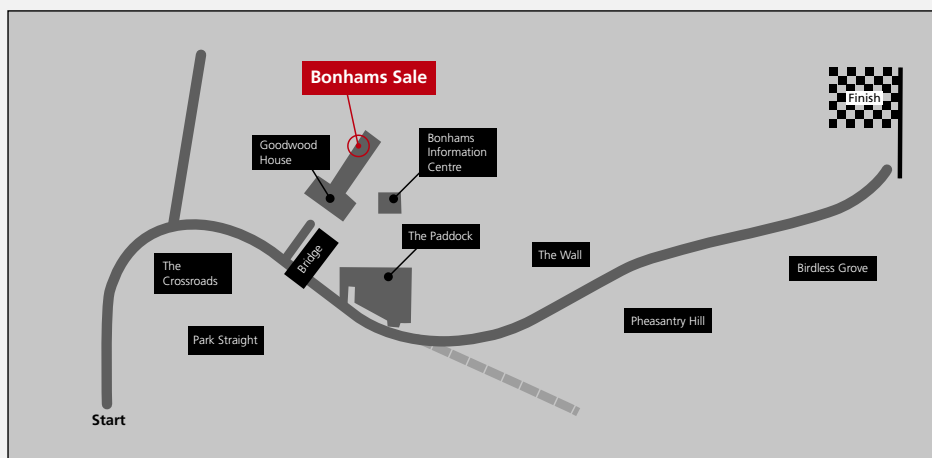 Bonhams Sale
Finish
Goodwood
House
Bonhams
Information
Centre
The Paddock
Bridge
The Wall
The
Crossroads
Birdless Grove
Pheasantry Hill
Park Straight
Start